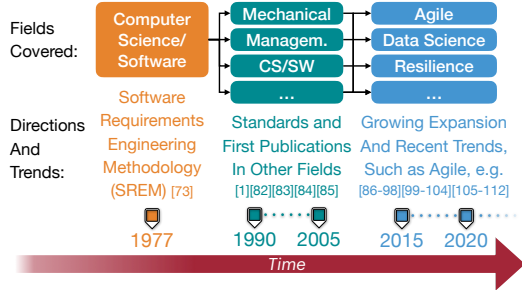 Fields
Covered:
Computer
Science/
Software
Mechanical
Managem.
CS/SW
...
Agile
Data Science
Resilience
...
Directions
And
Trends:
Software
Requirements
Engineering
Methodology
(SREM) [73]
Standards and
First Publications
In Other Fields
[1][82][83][84][85]
Growing Expansion
And Recent Trends,
Such as Agile, e.g.
[86-98][99-104][105-112]
1977
1990
2005
2015
2020
Time